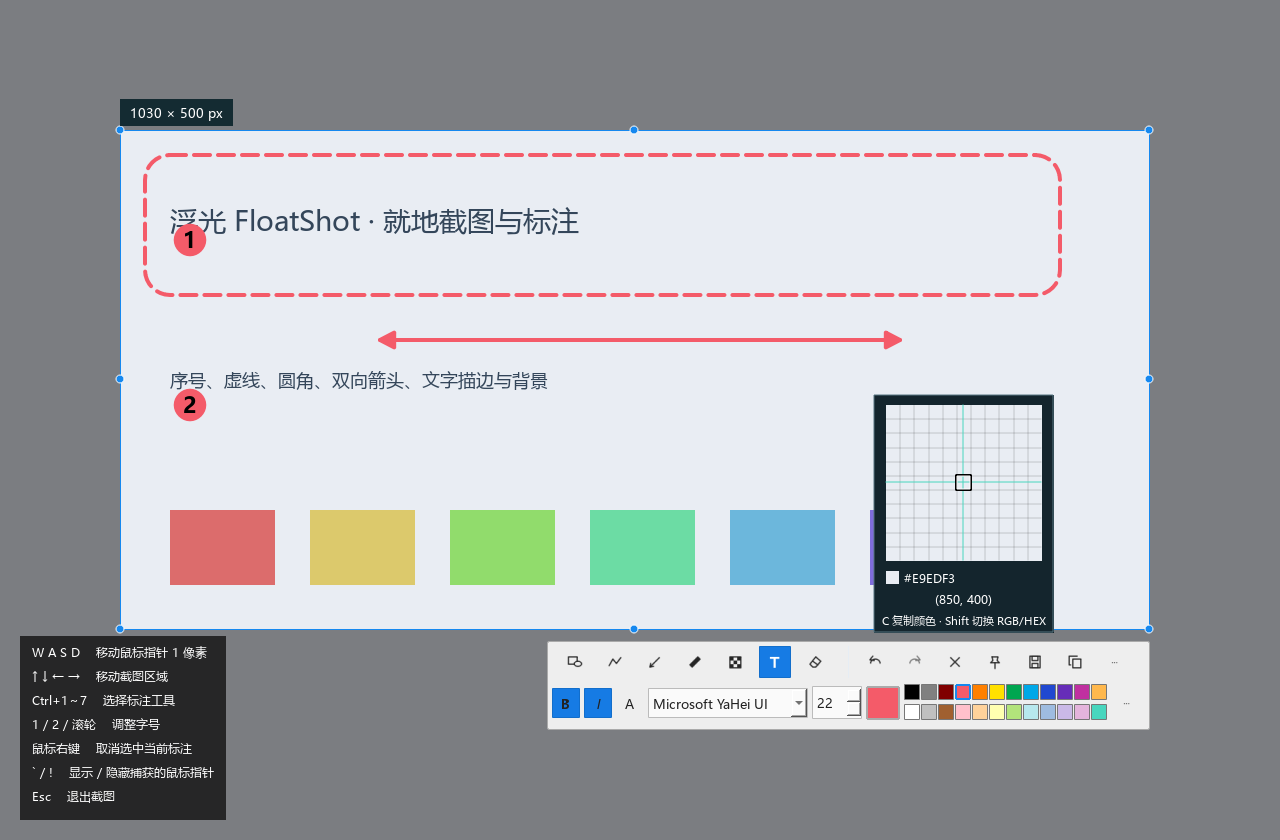 1030 × 500 px
浮光 FloatShot · 就地截图与标注
1
序号、虚线、圆角、双向箭头、文字描边与背景
2
#E9EDF3
(850, 400)
C 复制颜色 · Shift 切换 RGB/HEX
W A S D 移动鼠标指针 1 像素
↑ ↓ ← → 移动截图区域
Ctrl+1 ~ 7 选择标注工具
1 / 2 / 滚轮 调整字号
鼠标右键 取消选中当前标注
` / ! 显示 / 隐藏捕获的鼠标指针
Esc 退出截图
T
B I A Microsoft YaHei UI 22